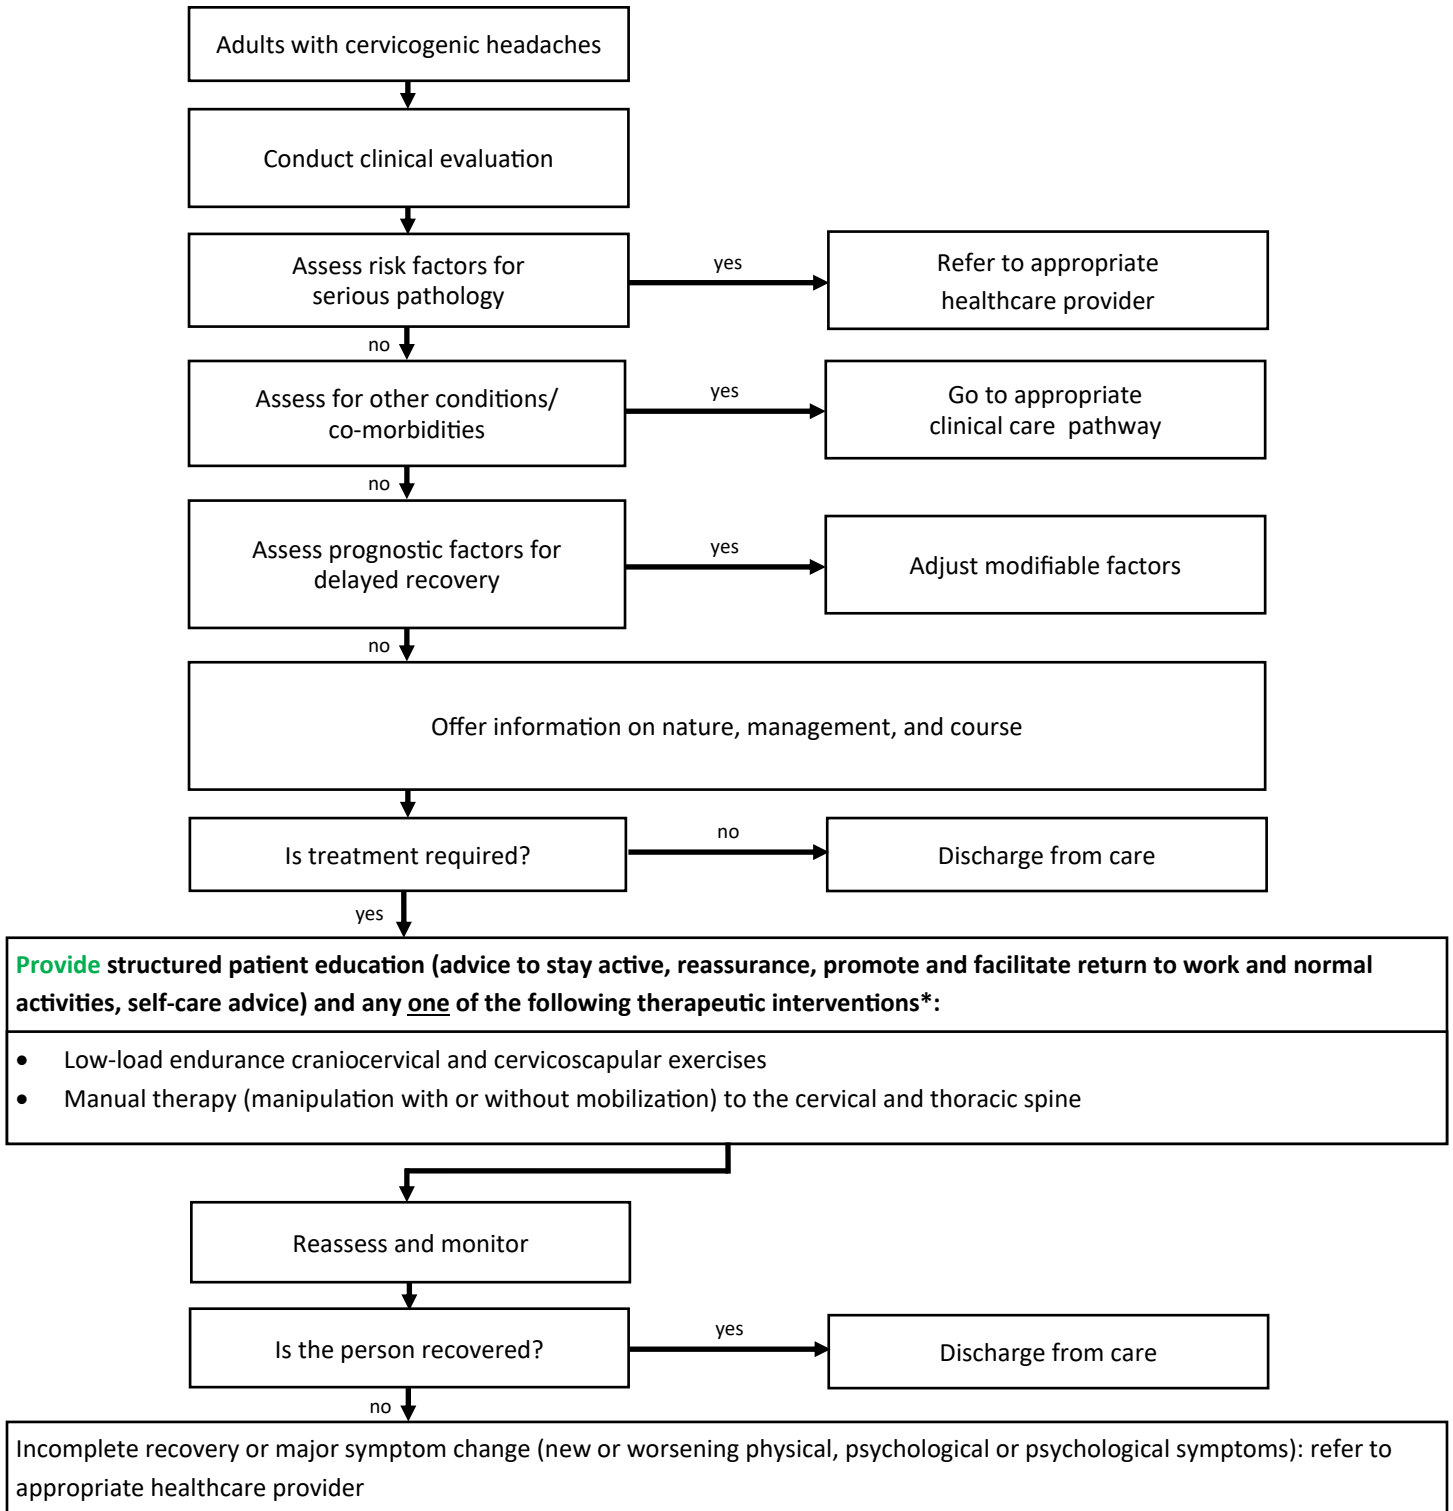 Adults with cervicogenic headaches
Conduct clinical evaluation
Assess risk factors for
serious pathology
yes
Refer to appropriate
healthcare provider
no
Assess for other conditions/
co-morbidities
yes
Go to appropriate
clinical care pathway
no
Assess prognostic factors for
delayed recovery
yes
Adjust modifiable factors
no
Offer information on nature, management, and course
Is treatment required?
no
Discharge from care
yes
Provide structured patient education (advice to stay active, reassurance, promote and facilitate return to work and normal
activities, self-care advice) and any one of the following therapeutic interventions*:
• Low-load endurance craniocervical and cervicoscapular exercises
• Manual therapy (manipulation with or without mobilization) to the cervical and thoracic spine
Reassess and monitor
Is the person recovered?
yes
Discharge from care
no
Incomplete recovery or major symptom change (new or worsening physical, psychological or psychological symptoms): refer to
appropriate healthcare provider